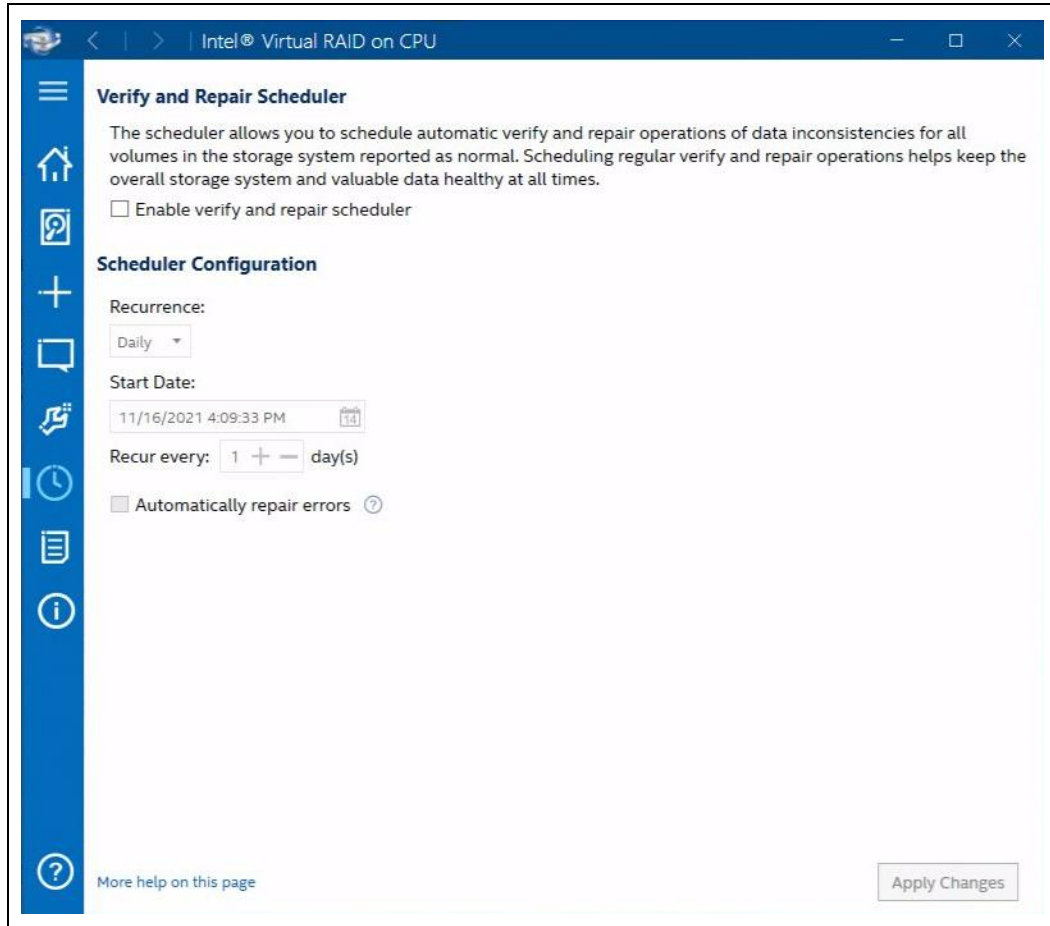 Intel® Virtual RAID on CPU
Verify and Repair Scheduler
The scheduler allows you to schedule automatic verify and repair operations of data inconsistencies for all
volumes in the storage system reported as normal. Scheduling regular verify and repair operations helps keep the
overall storage system and valuable data healthy at all times.
Enable verify and repair scheduler
Scheduler Configuration
Recurrence:
Daily
Start Date:
11/16/2021 4:09:33 PM
14
Recur every: 1 day(s)
Automatically repair errors ?
? More help on this page
Apply Changes